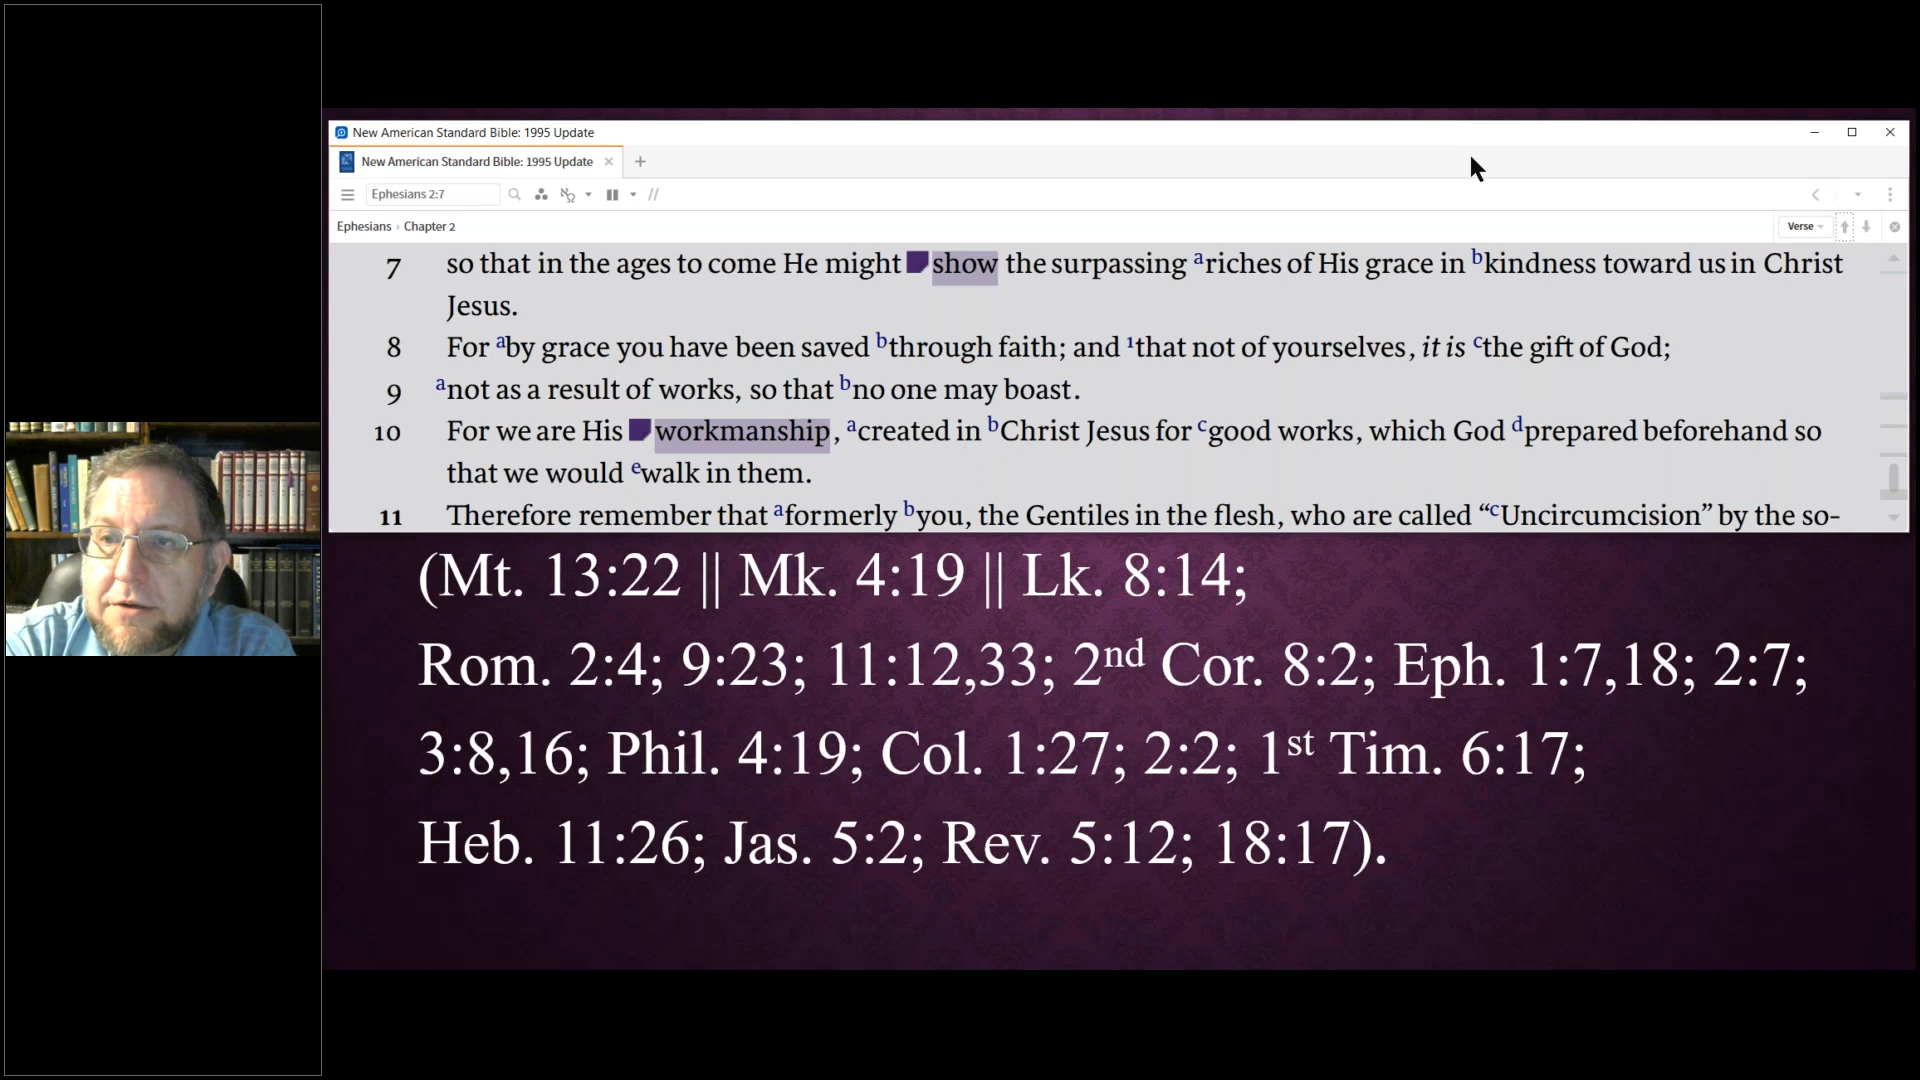 New American Standard Bible: 1995 Update
New American Standard Bible: 1995 Update
Ephesians 2:7
Ephesians › Chapter 2
Verse
7 so that in the ages to come He might show the surpassing ᵃriches of His grace in ᵇkindness toward us in Christ
Jesus.
8 For ᵃby grace you have been saved ᵇthrough faith; and ¹that not of yourselves, it is ᶜthe gift of God;
9 ᵃnot as a result of works, so that ᵇno one may boast.
10 For we are His workmanship, ᵃcreated in ᵇChrist Jesus for ᶜgood works, which God ᵈprepared beforehand so
that we would ᵉwalk in them.
11 Therefore remember that ᵃformerly ᵇyou, the Gentiles in the flesh, who are called “ᶜUncircumcision” by the so-
(Mt. 13:22 || Mk. 4:19 || Lk. 8:14;
Rom. 2:4; 9:23; 11:12,33; 2nd Cor. 8:2; Eph. 1:7,18; 2:7;
3:8,16; Phil. 4:19; Col. 1:27; 2:2; 1st Tim. 6:17;
Heb. 11:26; Jas. 5:2; Rev. 5:12; 18:17).